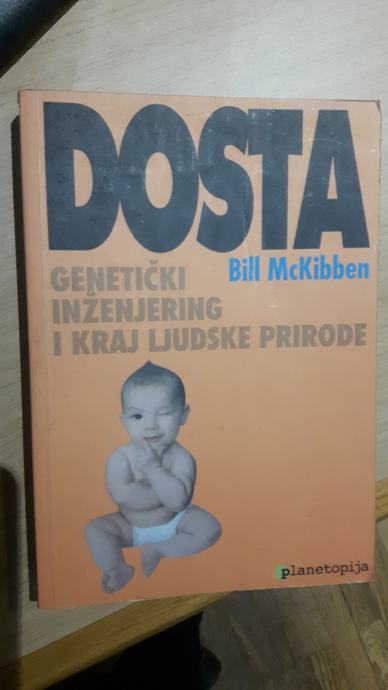 DOSTA
Bill McKibben
GENETIČKI
INŽENJERING
I KRAJ LJUDSKE PRIRODE
planetopija